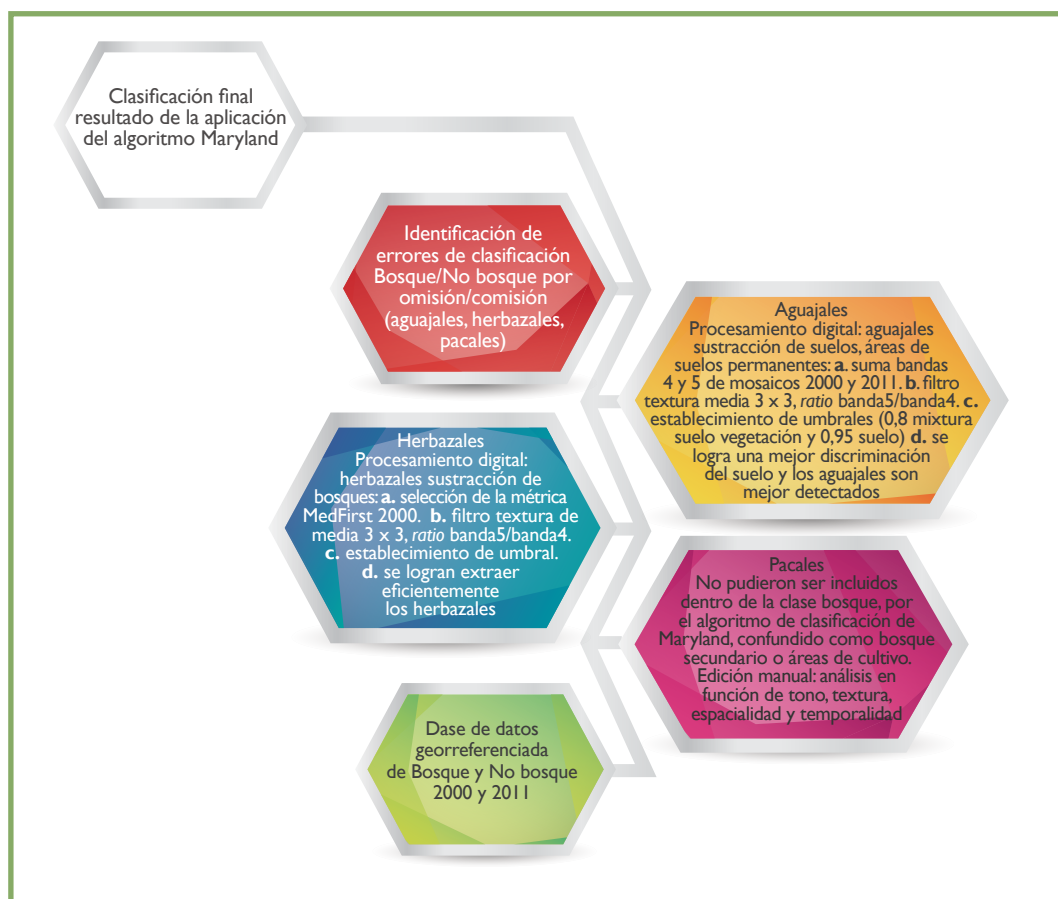 Clasificación final
resultado de la aplicación
del algoritmo Maryland
Identificación de
errores de clasificación
Bosque/No bosque por
omisión/comisión
(aguajales, herbazales,
pacales)
Aguajales
Procesamiento digital: aguajales
sustracción de suelos, áreas de
suelos permanentes: a. suma bandas
4 y 5 de mosaicos 2000 y 2011. b. filtro
textura media 3 x 3, ratio banda5/banda4. c.
establecimiento de umbrales (0,8 mixtura
suelo vegetación y 0,95 suelo) d. se
logra una mejor discriminación
del suelo y los aguajales son
mejor detectados
Herbazales
Procesamiento digital:
herbazales sustracción de
bosques: a. selección de la métrica
MedFirst 2000. b. filtro textura de
media 3 x 3, ratio banda5/banda4.
c. establecimiento de umbral.
d. se logran extraer
eficientemente
los herbazales
Pacales
No pudieron ser incluidos
dentro de la clase bosque, por
el algoritmo de clasificación de
Maryland, confundido como bosque
secundario o áreas de cultivo.
Edición manual: análisis en
función de tono, textura,
espacialidad y temporalidad
Dase de datos
georreferenciada
de Bosque y No bosque
2000 y 2011